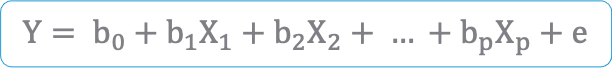 Y = b₀ + b₁X₁ + b₂X₂ + … + bₚXₚ + e